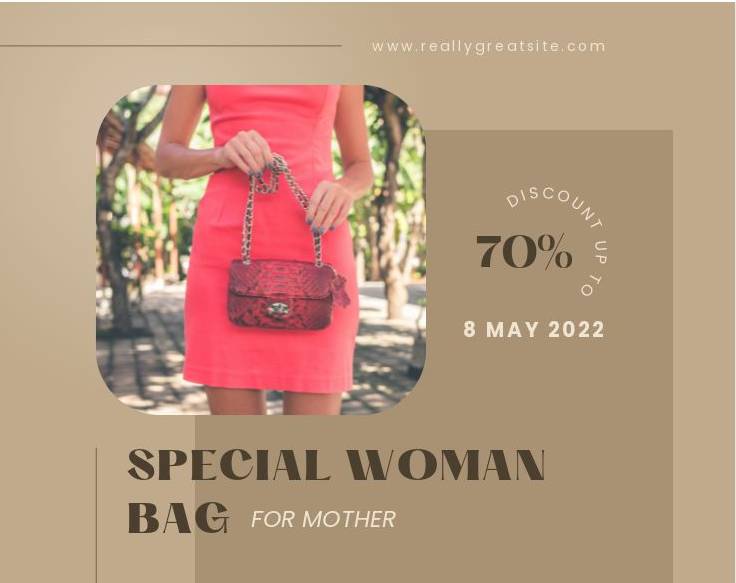 www.reallygreatsite.com
DISCOUNT UP TO
70%
8 MAY 2022
SPECIAL WOMAN
BAG FOR MOTHER